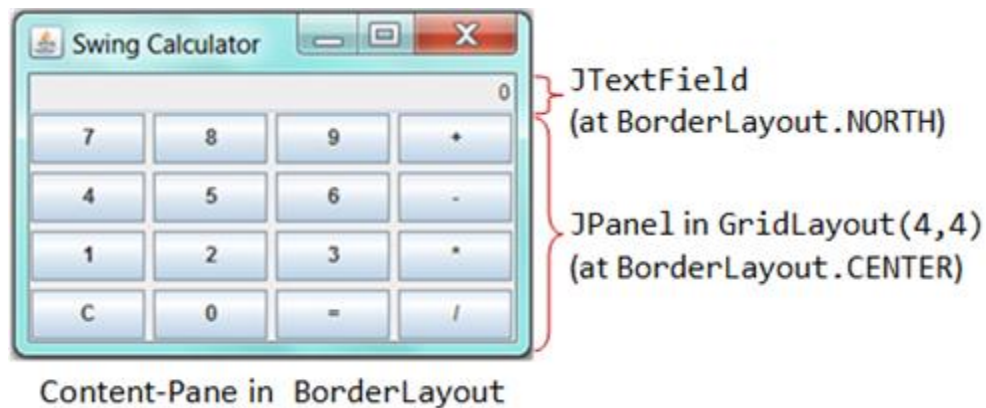 Swing Calculator
0
7 8 9 +
4 5 6 -
1 2 3 *
C 0 = /
JTextField
(at BorderLayout.NORTH)
JPanel in GridLayout(4,4)
(at BorderLayout.CENTER)
Content-Pane in BorderLayout